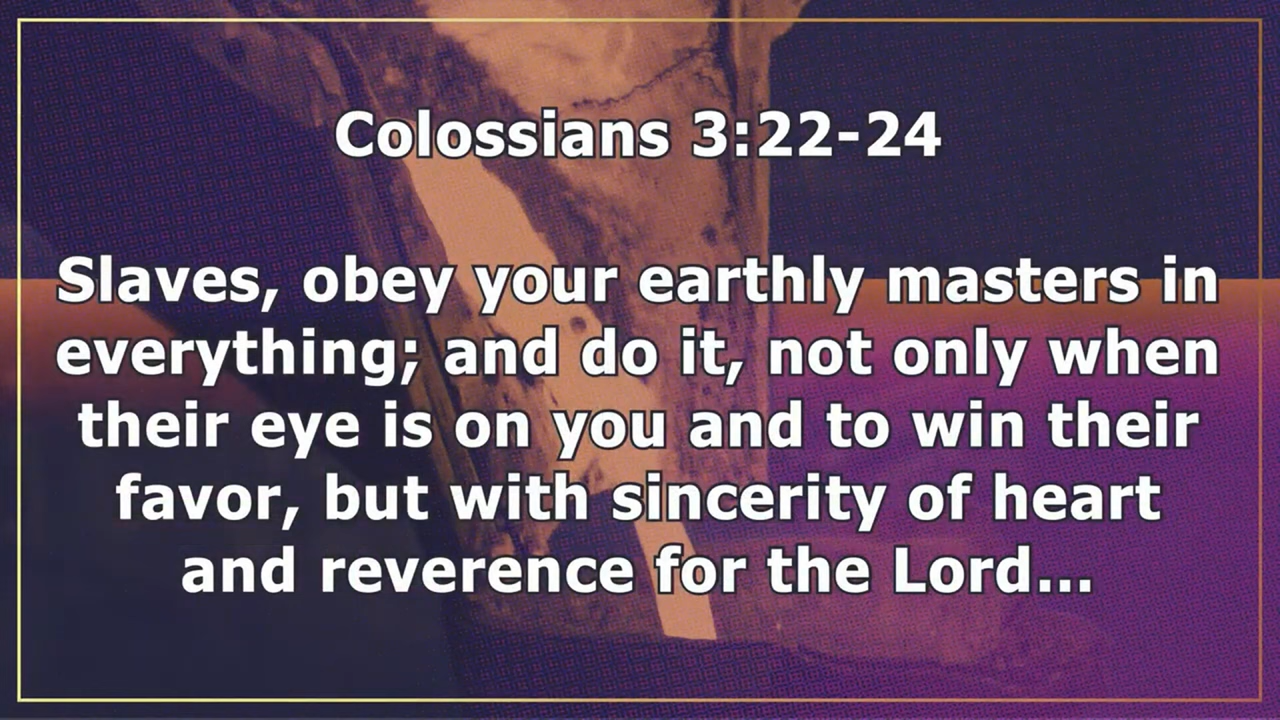 Colossians 3:22-24
Slaves, obey your earthly masters in
everything; and do it, not only when
their eye is on you and to win their
favor, but with sincerity of heart
and reverence for the Lord...